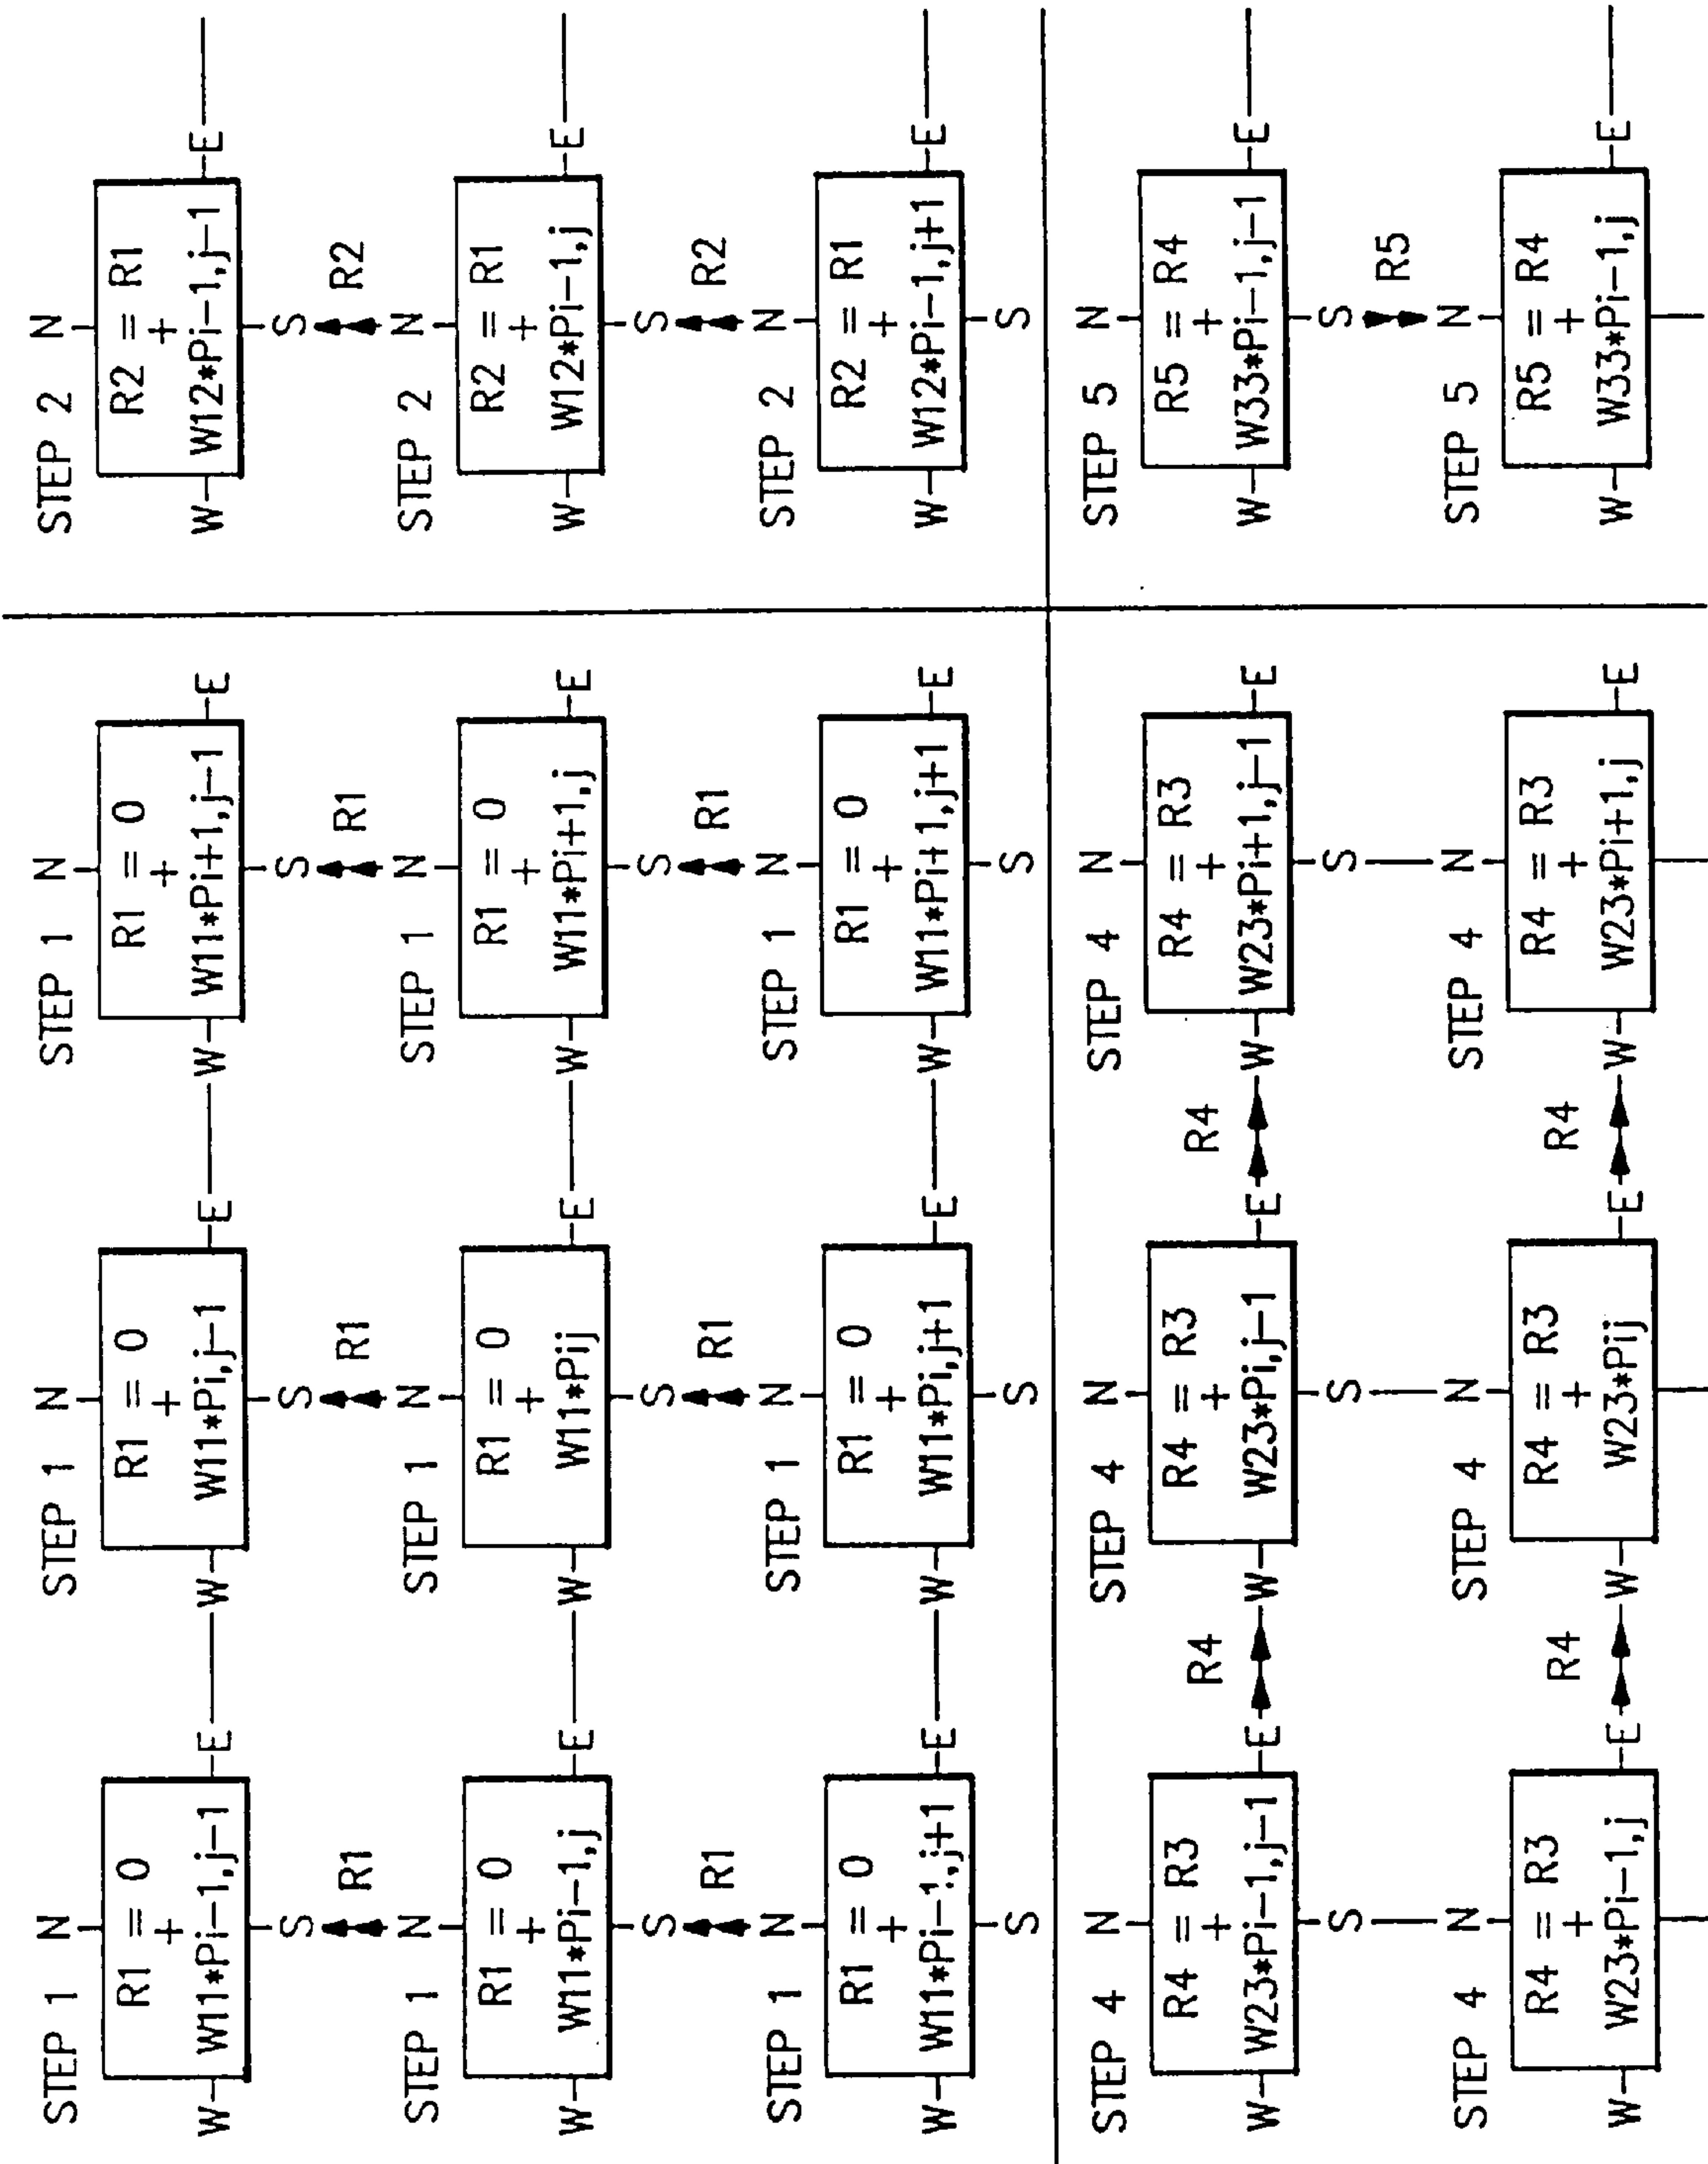 STEP 1 N STEP 1 N STEP 1 N STEP 2 N
R1 = 0 R1 = 0 R1 = 0 R2 = R1
+ + + +
W W11*Pi-1,j-1 E W W11*Pi,j-1 E W W11*Pi+1,j-1 E W W12*Pi-1,j-1 E
S S S S
R1 R1 R1 R2
STEP 1 N STEP 1 N STEP 1 N STEP 2 N
R1 = 0 R1 = 0 R1 = 0 R2 = R1
+ + + +
W W11*Pi-1,j E W W11*Pij E W W11*Pi+1,j E W W12*Pi-1,j E
S S S S
R1 R1 R1 R2
STEP 1 N STEP 1 N STEP 1 N STEP 2 N
R1 = 0 R1 = 0 R1 = 0 R2 = R1
+ + + +
W W11*Pi-1,j+1 E W W11*Pi,j+1 E W W11*Pi+1,j+1 E W W12*Pi-1,j+1 E
S S S S
STEP 4 N STEP 4 N STEP 4 N STEP 5 N
R4 = R3 R4 R4 = R3 R4 R4 = R3 R5 = R4
+ + + +
W W23*Pi-1,j-1 E W W23*Pi,j-1 E W W23*Pi+1,j-1 E W W33*Pi-1,j-1 E
S S S S
R5
STEP 4 N STEP 4 N STEP 4 N STEP 5 N
R4 = R3 R4 R4 = R3 R4 R4 = R3 R5 = R4
+ + + +
W W23*Pi-1,j E W W23*Pij E W W23*Pi+1,j E W W33*Pi-1,j E